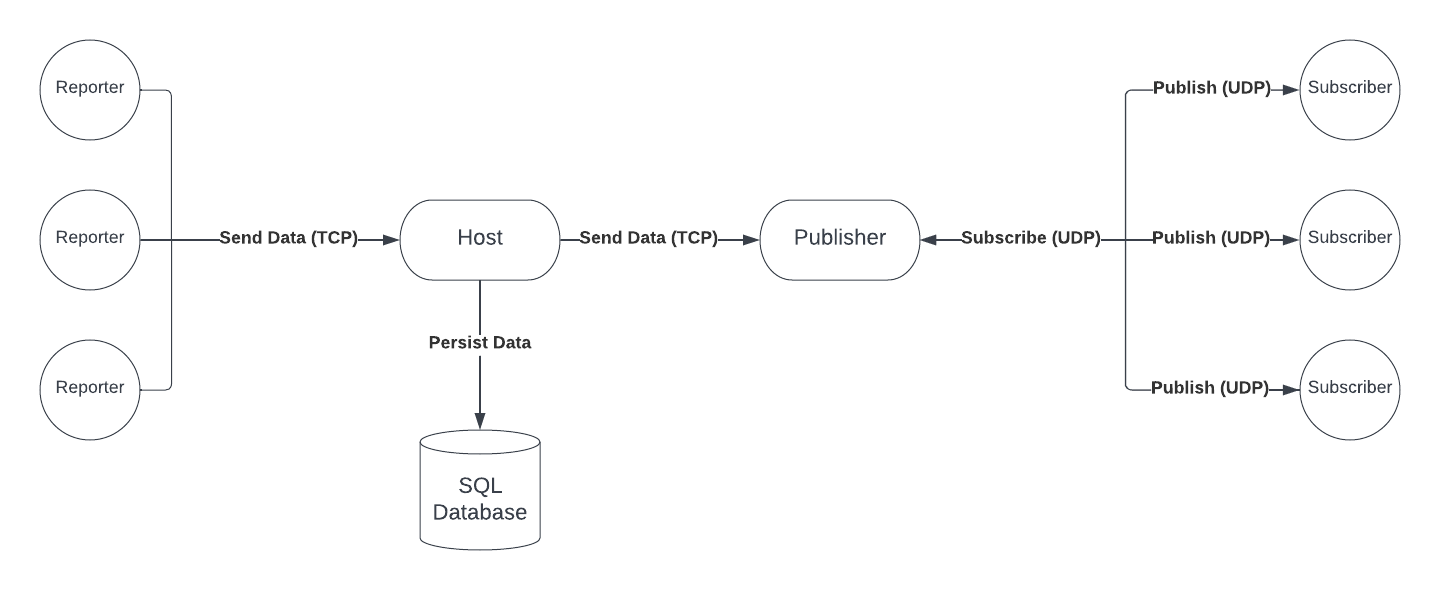 Reporter
Publish (UDP)
Subscriber
Reporter
Send Data (TCP)
Host
Send Data (TCP)
Publisher
Subscribe (UDP)
Publish (UDP)
Subscriber
Persist Data
Reporter
Publish (UDP)
Subscriber
SQL
Database